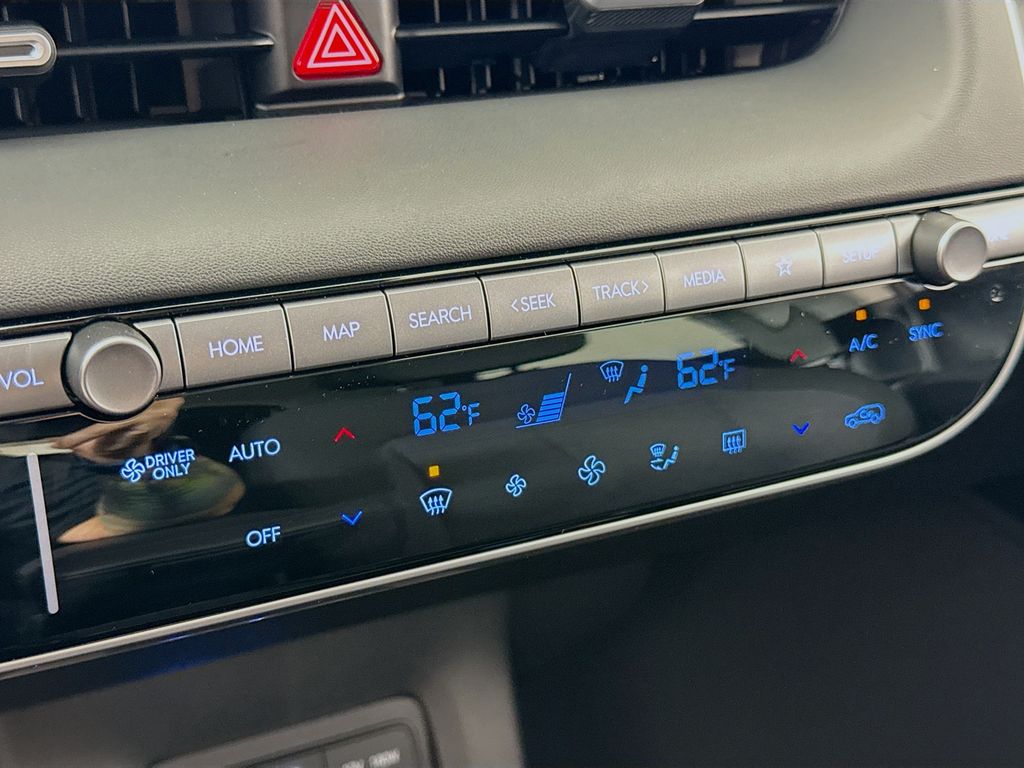 VOL
HOME
MAP
SEARCH
<SEEK
TRACK>
MEDIA
SETUP
DRIVER
ONLY
AUTO
62°F
62°F
A/C
SYNC
OFF